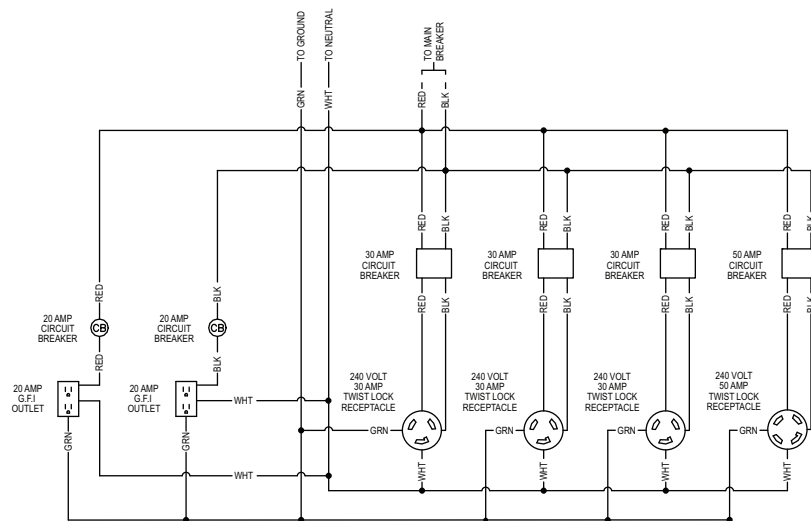 TO GROUND
TO NEUTRAL
TO MAIN
BREAKER
GRN
WHT
RED
BLK
RED
BLK
RED
BLK
RED
BLK
RED
BLK
30 AMP
CIRCUIT
BREAKER
30 AMP
CIRCUIT
BREAKER
30 AMP
CIRCUIT
BREAKER
50 AMP
CIRCUIT
BREAKER
RED
BLK
RED
BLK
RED
BLK
RED
BLK
RED
BLK
20 AMP
CIRCUIT
BREAKER
CB
20 AMP
CIRCUIT
BREAKER
CB
RED
BLK
20 AMP
G.F.I
OUTLET
20 AMP
G.F.I
OUTLET
WHT
240 VOLT
30 AMP
TWIST LOCK
RECEPTACLE
240 VOLT
30 AMP
TWIST LOCK
RECEPTACLE
240 VOLT
30 AMP
TWIST LOCK
RECEPTACLE
240 VOLT
50 AMP
TWIST LOCK
RECEPTACLE
GRN
GRN
GRN
GRN
GRN
GRN
WHT
WHT
WHT
WHT
WHT